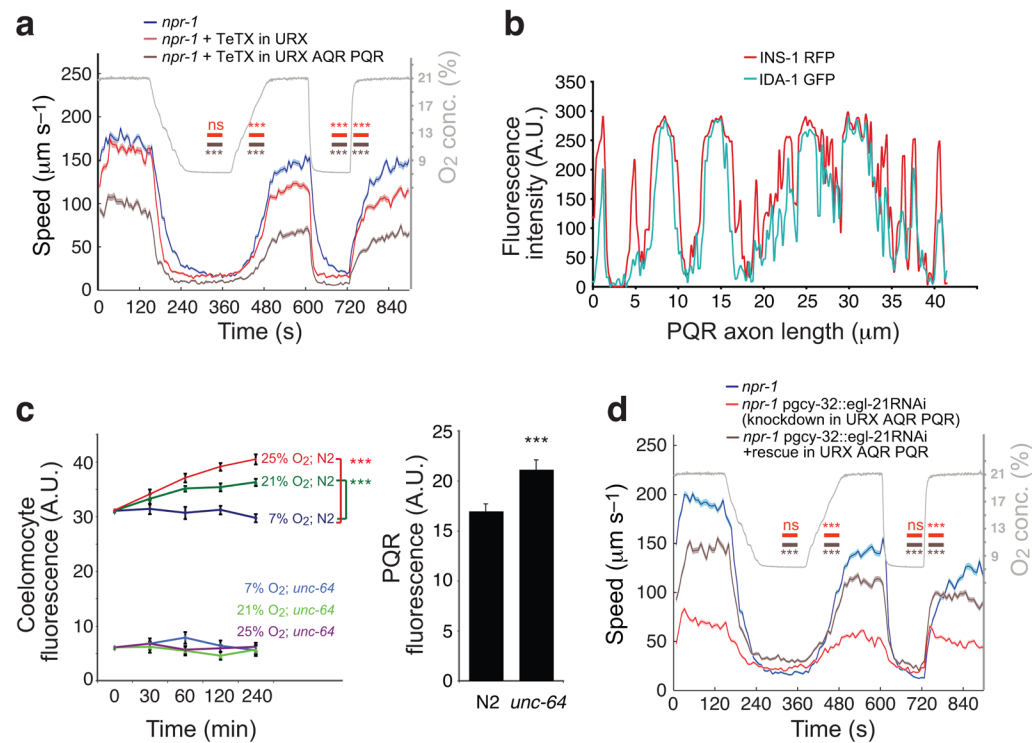 a
npr-1
npr-1 + TeTX in URX
npr-1 + TeTX in URX AQR PQR
250
200
150
100
50
0
Speed (μm s–1)
21
17
13
9
O2 conc. (%)
ns *** *** ***
*** *** *** ***
0 120 240 360 480 600 720 840
Time (s)
b
INS-1 RFP
IDA-1 GFP
350
300
250
200
150
100
50
0
Fluorescence
intensity (A.U.)
0 5 10 15 20 25 30 35 40
PQR axon length (μm)
c
40
30
20
10
0
Coelomocyte
fluorescence (A.U.)
25% O2; N2 ***
21% O2; N2 ***
7% O2; N2
7% O2; unc-64
21% O2; unc-64
25% O2; unc-64
0 30 60 120 240
Time (min)
25
20
15
10
5
0
PQR
fluorescence (A.U.)
***
N2 unc-64
d
npr-1
npr-1 pgcy-32::egl-21RNAi
(knockdown in URX AQR PQR)
npr-1 pgcy-32::egl-21RNAi
+rescue in URX AQR PQR
250
200
150
100
50
0
Speed (μm s–1)
21
17
13
9
O2 conc. (%)
ns *** ns ***
*** *** *** ***
0 120 240 360 480 600 720 840
Time (s)